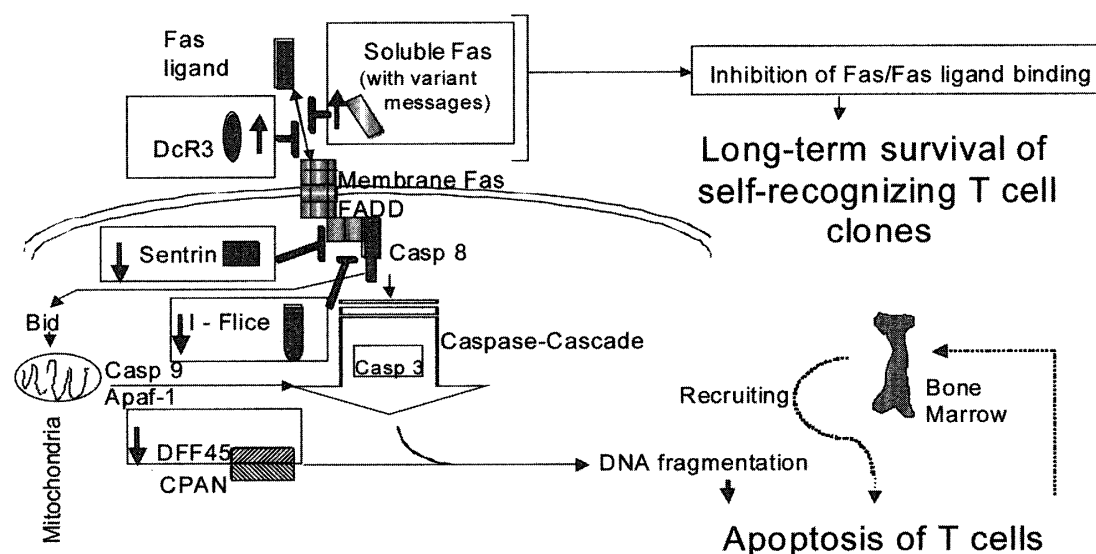 Fas
ligand
Soluble Fas
(with variant
messages)
Inhibition of Fas/Fas ligand binding
DcR3
Long-term survival of
self-recognizing T cell
clones
Membrane Fas
FADD
Sentrin
Casp 8
Bid
I - Flice
Caspase-Cascade
Casp 3
Casp 9
Apaf-1
Mitochondria
Recruiting
Bone
Marrow
DFF45
CPAN
DNA fragmentation
Apoptosis of T cells